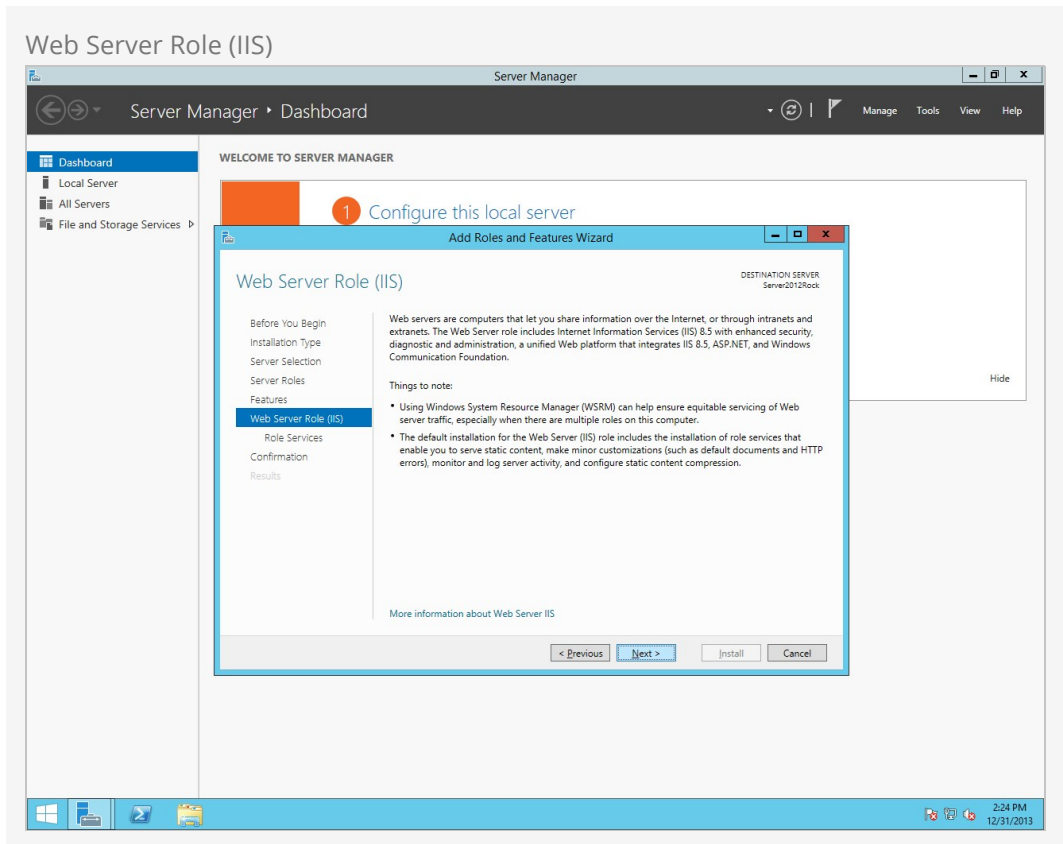 Web Server Role (IIS)
Server Manager
Server Manager ‣ Dashboard
Manage Tools View Help
Dashboard
Local Server
All Servers
File and Storage Services
WELCOME TO SERVER MANAGER
1 Configure this local server
Hide
Add Roles and Features Wizard
Web Server Role (IIS)
DESTINATION SERVER
Server2012Rock
Before You Begin
Installation Type
Server Selection
Server Roles
Features
Web Server Role (IIS)
Role Services
Confirmation
Results
Web servers are computers that let you share information over the Internet, or through intranets and
extranets. The Web Server role includes Internet Information Services (IIS) 8.5 with enhanced security,
diagnostic and administration, a unified Web platform that integrates IIS 8.5, ASP.NET, and Windows
Communication Foundation.
Things to note:
• Using Windows System Resource Manager (WSRM) can help ensure equitable servicing of Web
server traffic, especially when there are multiple roles on this computer.
• The default installation for the Web Server (IIS) role includes the installation of role services that
enable you to serve static content, make minor customizations (such as default documents and HTTP
errors), monitor and log server activity, and configure static content compression.
More information about Web Server IIS
< Previous Next > Install Cancel
2:24 PM
12/31/2013